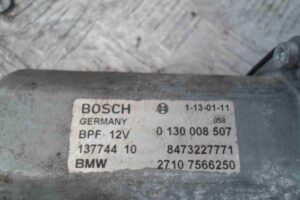 BOSCH 1-13-01-11
GERMANY 056
BPF 12V 0 130 008 507
137744 10 8473227771
BMW 2710 7566250